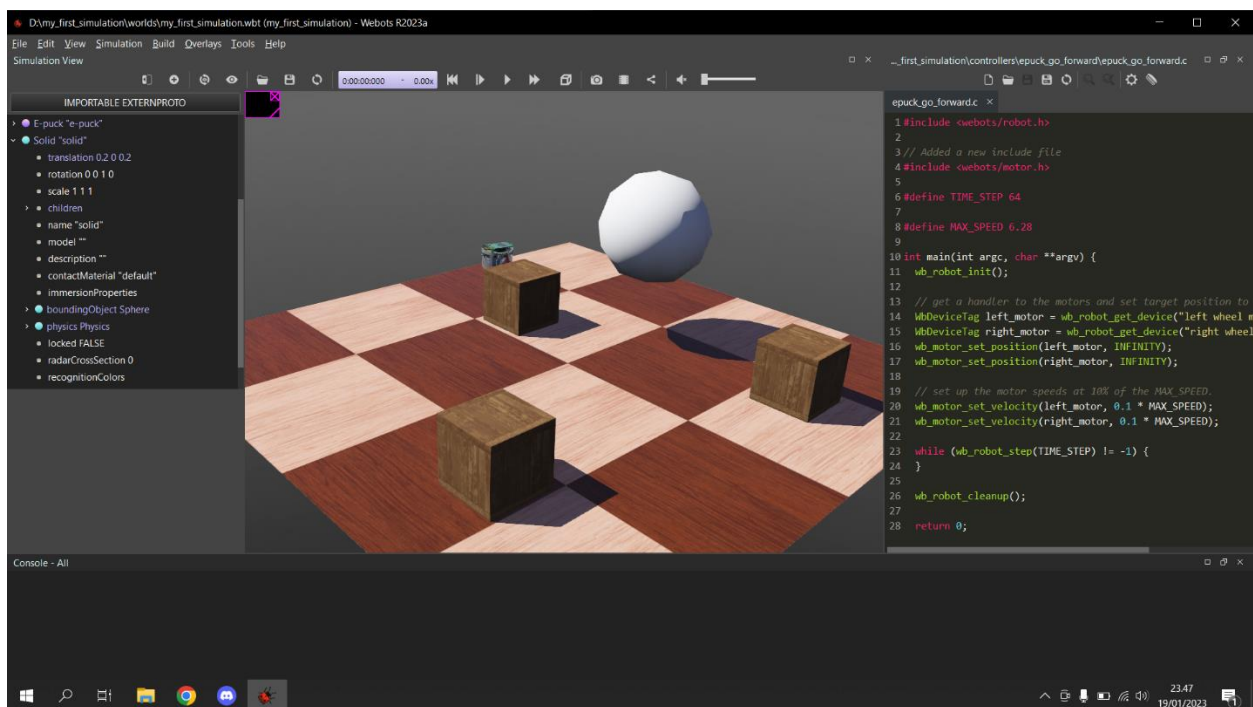 D:\my_first_simulation\worlds\my_first_simulation.wbt (my_first_simulation) - Webots R2023a
File Edit View Simulation Build Overlays Tools Help
Simulation View
0:00:00:000 - 0.00x
IMPORTABLE EXTERNPROTO
E-puck "e-puck"
Solid "solid"
translation 0.2 0 0.2
rotation 0 0 1 0
scale 1 1 1
children
name "solid"
model ""
description ""
contactMaterial "default"
immersionProperties
boundingObject Sphere
physics Physics
locked FALSE
radarCrossSection 0
recognitionColors
..._first_simulation\controllers\epuck_go_forward\epuck_go_forward.c
epuck_go_forward.c ×
1 #include <webots/robot.h>
2
3 // Added a new include file
4 #include <webots/motor.h>
5
6 #define TIME_STEP 64
7
8 #define MAX_SPEED 6.28
9
10 int main(int argc, char **argv) {
11 wb_robot_init();
12
13 // get a handler to the motors and set target position to
14 WbDeviceTag left_motor = wb_robot_get_device("left wheel m
15 WbDeviceTag right_motor = wb_robot_get_device("right wheel
16 wb_motor_set_position(left_motor, INFINITY);
17 wb_motor_set_position(right_motor, INFINITY);
18
19 // set up the motor speeds at 10% of the MAX_SPEED.
20 wb_motor_set_velocity(left_motor, 0.1 * MAX_SPEED);
21 wb_motor_set_velocity(right_motor, 0.1 * MAX_SPEED);
22
23 while (wb_robot_step(TIME_STEP) != -1) {
24 }
25
26 wb_robot_cleanup();
27
28 return 0;
Console - All
23.47
19/01/2023
1